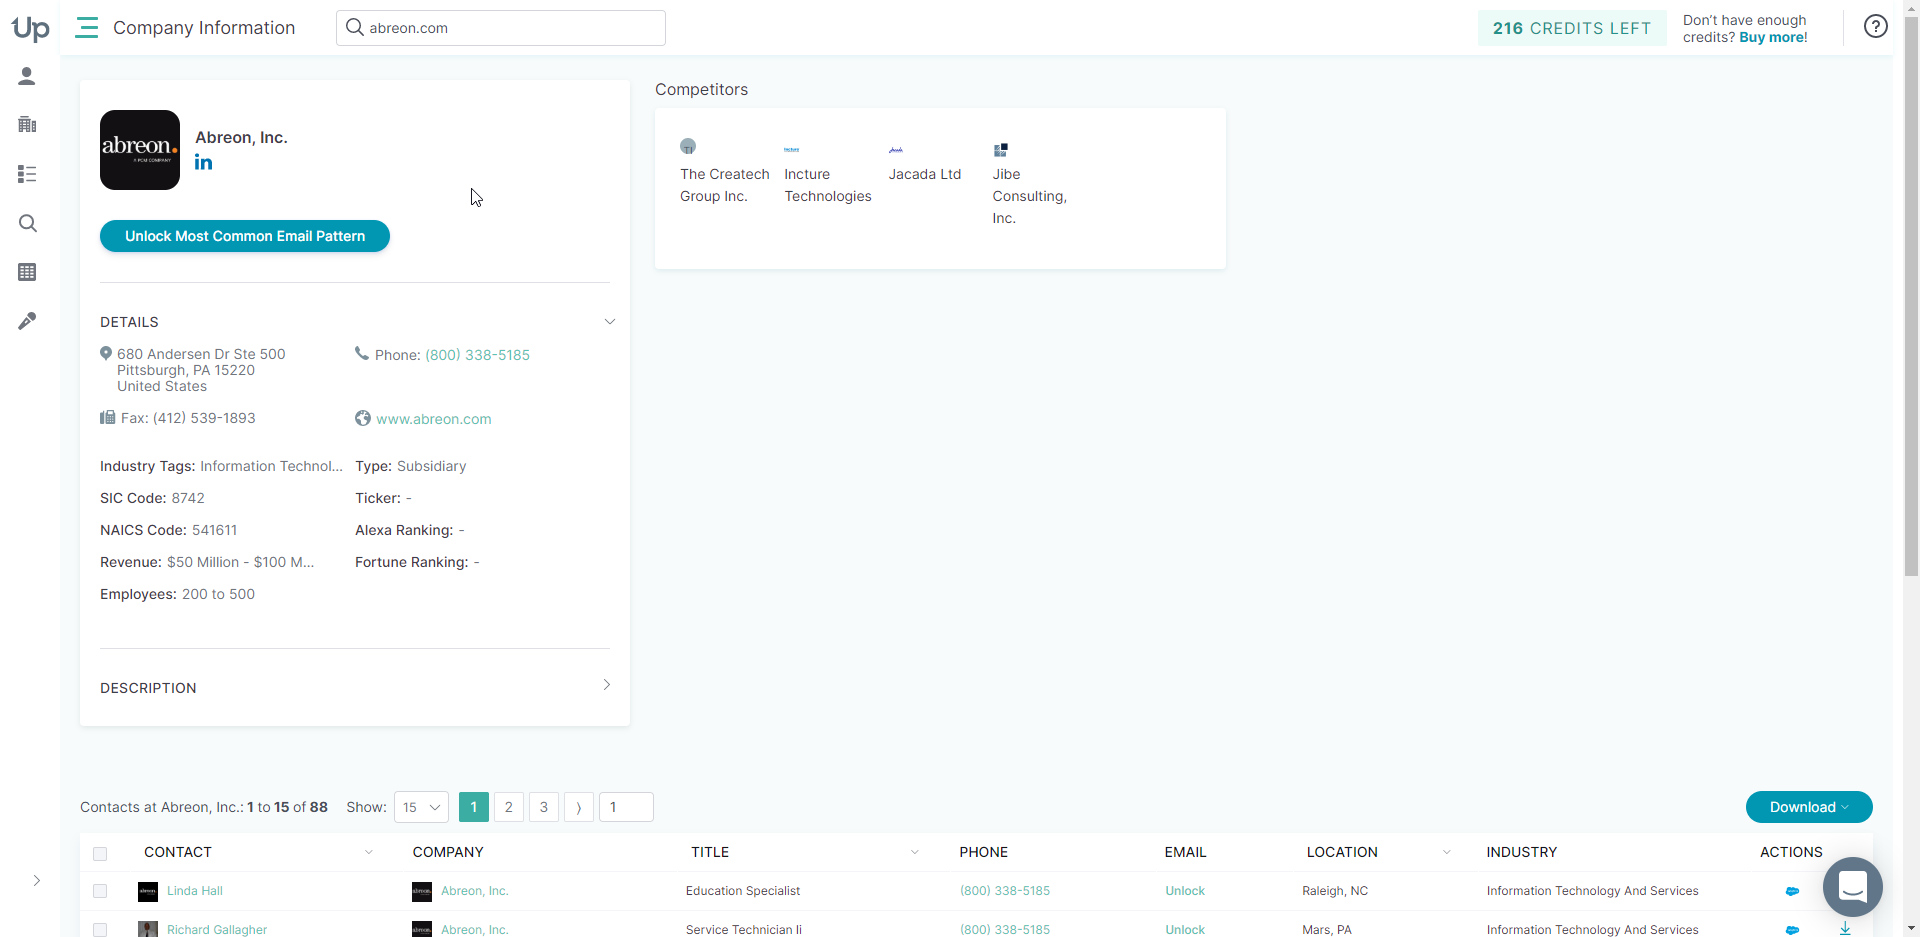 Up
Company Information
abreon.com
216 CREDITS LEFT
Don't have enough
credits? Buy more!
abreon.
A PCM COMPANY
Abreon, Inc.
in
Unlock Most Common Email Pattern
DETAILS
680 Andersen Dr Ste 500
Pittsburgh, PA 15220
United States
Phone: (800) 338-5185
Fax: (412) 539-1893
www.abreon.com
Industry Tags: Information Technol...
Type: Subsidiary
SIC Code: 8742
Ticker: -
NAICS Code: 541611
Alexa Ranking: -
Revenue: $50 Million - $100 M...
Fortune Ranking: -
Employees: 200 to 500
DESCRIPTION
Competitors
TI
The Createch
Group Inc.
incture
Incture
Technologies
Jacada Ltd
Jibe
Consulting,
Inc.
Contacts at Abreon, Inc.: 1 to 15 of 88
Show: 15
1 2 3 ⟩ 1
Download
CONTACT COMPANY TITLE PHONE EMAIL LOCATION INDUSTRY ACTIONS
Linda Hall Abreon, Inc. Education Specialist (800) 338-5185 Unlock Raleigh, NC Information Technology And Services
Richard Gallagher Abreon, Inc. Service Technician Ii (800) 338-5185 Unlock Mars, PA Information Technology And Services